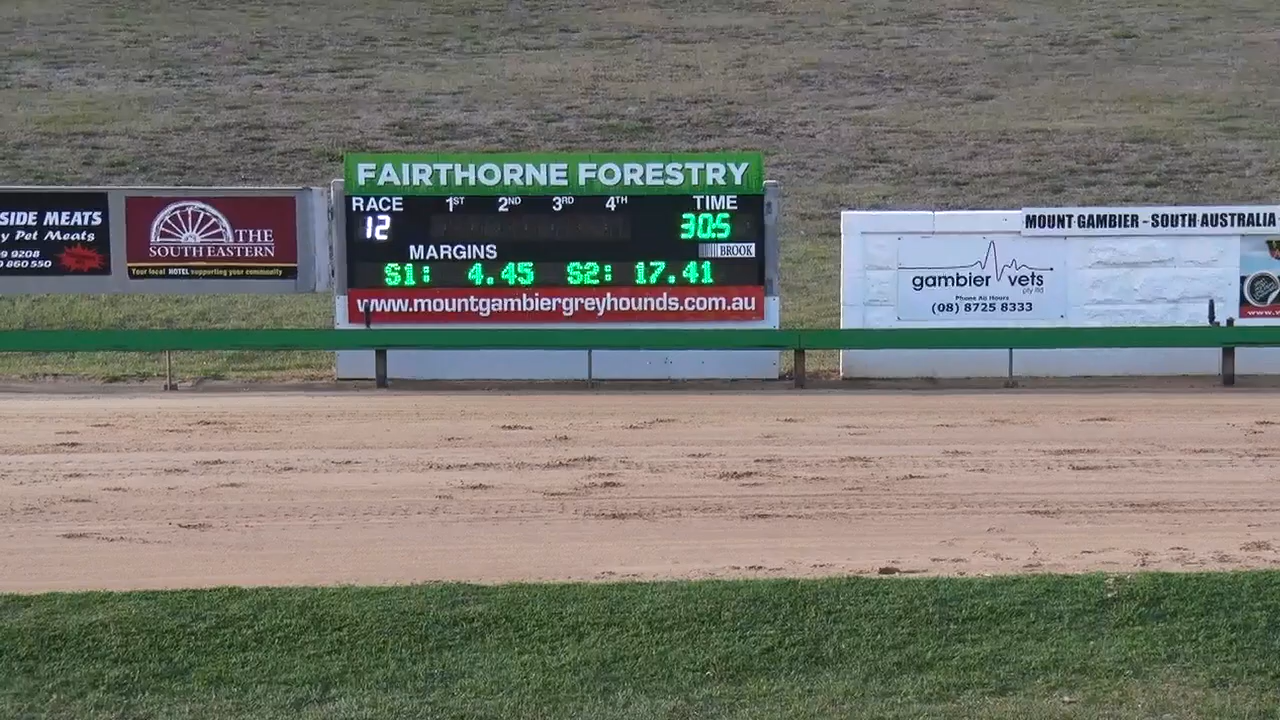 SIDE MEATS
y Pet Meats
9 9208
0 860 550
THE
SOUTH EASTERN
Your local HOTEL supporting your community
FAIRTHORNE FORESTRY
RACE 1ST 2ND 3RD 4TH TIME
12 30.5
MARGINS BROOK
S1: 4.45 S2: 17.41
www.mountgambiergreyhounds.com.au
MOUNT GAMBIER - SOUTH AUSTRALIA
gambier vets
pty ltd
Phone All Hours
(08) 8725 8333